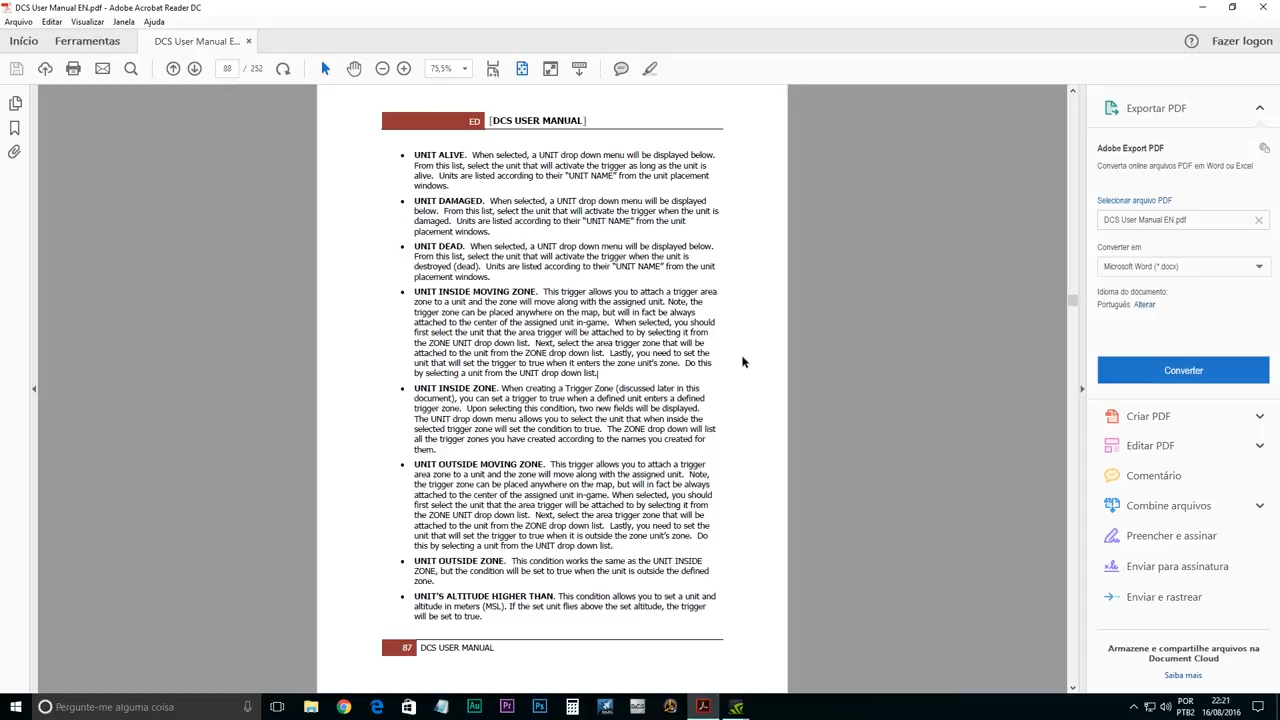 DCS User Manual EN.pdf - Adobe Acrobat Reader DC
Arquivo Editar Visualizar Janela Ajuda
Início Ferramentas DCS User Manual E... × Fazer logon
88 / 252 75,5%
ED [DCS USER MANUAL]
• UNIT ALIVE. When selected, a UNIT drop down menu will be displayed below.
From this list, select the unit that will activate the trigger as long as the unit is
alive. Units are listed according to their “UNIT NAME” from the unit placement
windows.
• UNIT DAMAGED. When selected, a UNIT drop down menu will be displayed
below. From this list, select the unit that will activate the trigger when the unit is
damaged. Units are listed according to their “UNIT NAME” from the unit
placement windows.
• UNIT DEAD. When selected, a UNIT drop down menu will be displayed below.
From this list, select the unit that will activate the trigger when the unit is
destroyed (dead). Units are listed according to their “UNIT NAME” from the unit
placement windows.
• UNIT INSIDE MOVING ZONE. This trigger allows you to attach a trigger area
zone to a unit and the zone will move along with the assigned unit. Note, the
trigger zone can be placed anywhere on the map, but will in fact be always
attached to the center of the assigned unit in-game. When selected, you should
first select the unit that the area trigger will be attached to by selecting it from
the ZONE UNIT drop down list. Next, select the area trigger zone that will be
attached to the unit from the ZONE drop down list. Lastly, you need to set the
unit that will set the trigger to true when it enters the zone unit’s zone. Do this
by selecting a unit from the UNIT drop down list.
• UNIT INSIDE ZONE. When creating a Trigger Zone (discussed later in this
document), you can set a trigger to true when a defined unit enters a defined
trigger zone. Upon selecting this condition, two new fields will be displayed.
The UNIT drop down menu allows you to select the unit that when inside the
selected trigger zone will set the condition to true. The ZONE drop down will list
all the trigger zones you have created according to the names you created for
them.
• UNIT OUTSIDE MOVING ZONE. This trigger allows you to attach a trigger
area zone to a unit and the zone will move along with the assigned unit. Note,
the trigger zone can be placed anywhere on the map, but will in fact be always
attached to the center of the assigned unit in-game. When selected, you should
first select the unit that the area trigger will be attached to by selecting it from
the ZONE UNIT drop down list. Next, select the area trigger zone that will be
attached to the unit from the ZONE drop down list. Lastly, you need to set the
unit that will set the trigger to true when it is outside the zone unit’s zone. Do
this by selecting a unit from the UNIT drop down list.
• UNIT OUTSIDE ZONE. This condition works the same as the UNIT INSIDE
ZONE, but the condition will be set to true when the unit is outside the defined
zone.
• UNIT’S ALTITUDE HIGHER THAN. This condition allows you to set a unit and
altitude in meters (MSL). If the set unit flies above the set altitude, the trigger
will be set to true.
87 DCS USER MANUAL
Exportar PDF
Adobe Export PDF
Converta online arquivos PDF em Word ou Excel
Selecionar arquivo PDF
DCS User Manual EN.pdf
Converter em
Microsoft Word (*.docx)
Idioma do documento:
Português Alterar
Converter
Criar PDF
Editar PDF
Comentário
Combine arquivos
Preencher e assinar
Enviar para assinatura
Enviar e rastrear
Armazene e compartilhe arquivos na
Document Cloud
Saiba mais
Pergunte-me alguma coisa
Au Pr Ps
POR
PTB2
22:21
16/08/2016